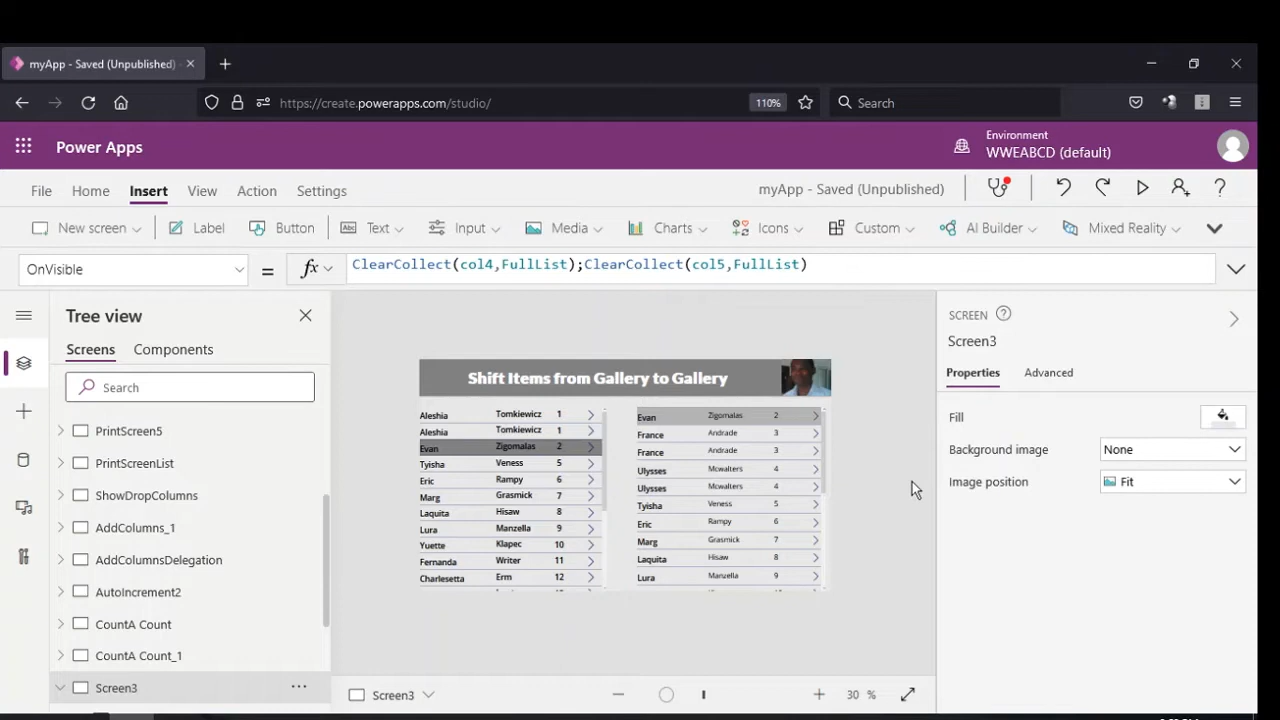 myApp - Saved (Unpublished)
https://create.powerapps.com/studio/
110%
Search
Power Apps
Environment
WWEABCD (default)
File Home Insert View Action Settings
myApp - Saved (Unpublished)
New screen Label Button Text Input Media Charts Icons Custom AI Builder Mixed Reality
OnVisible = fx ClearCollect(col4,FullList);ClearCollect(col5,FullList)
Tree view
Screens Components
Search
PrintScreen5
PrintScreenList
ShowDropColumns
AddColumns_1
AddColumnsDelegation
AutoIncrement2
CountA Count
CountA Count_1
Screen3
Shift Items from Gallery to Gallery
Aleshia Tomkiewicz 1
Aleshia Tomkiewicz 1
Evan Zigomalas 2
Tyisha Veness 5
Eric Rampy 6
Marg Grasmick 7
Laquita Hisaw 8
Lura Manzella 9
Yuette Klapec 10
Fernanda Writer 11
Charlesetta Erm 12
Evan Zigomalas 2
France Andrade 3
France Andrade 3
Ulysses Mcwalters 4
Ulysses Mcwalters 4
Tyisha Veness 5
Eric Rampy 6
Marg Grasmick 7
Laquita Hisaw 8
Lura Manzella 9
Screen3
30 %
SCREEN
Screen3
Properties Advanced
Fill
Background image None
Image position Fit